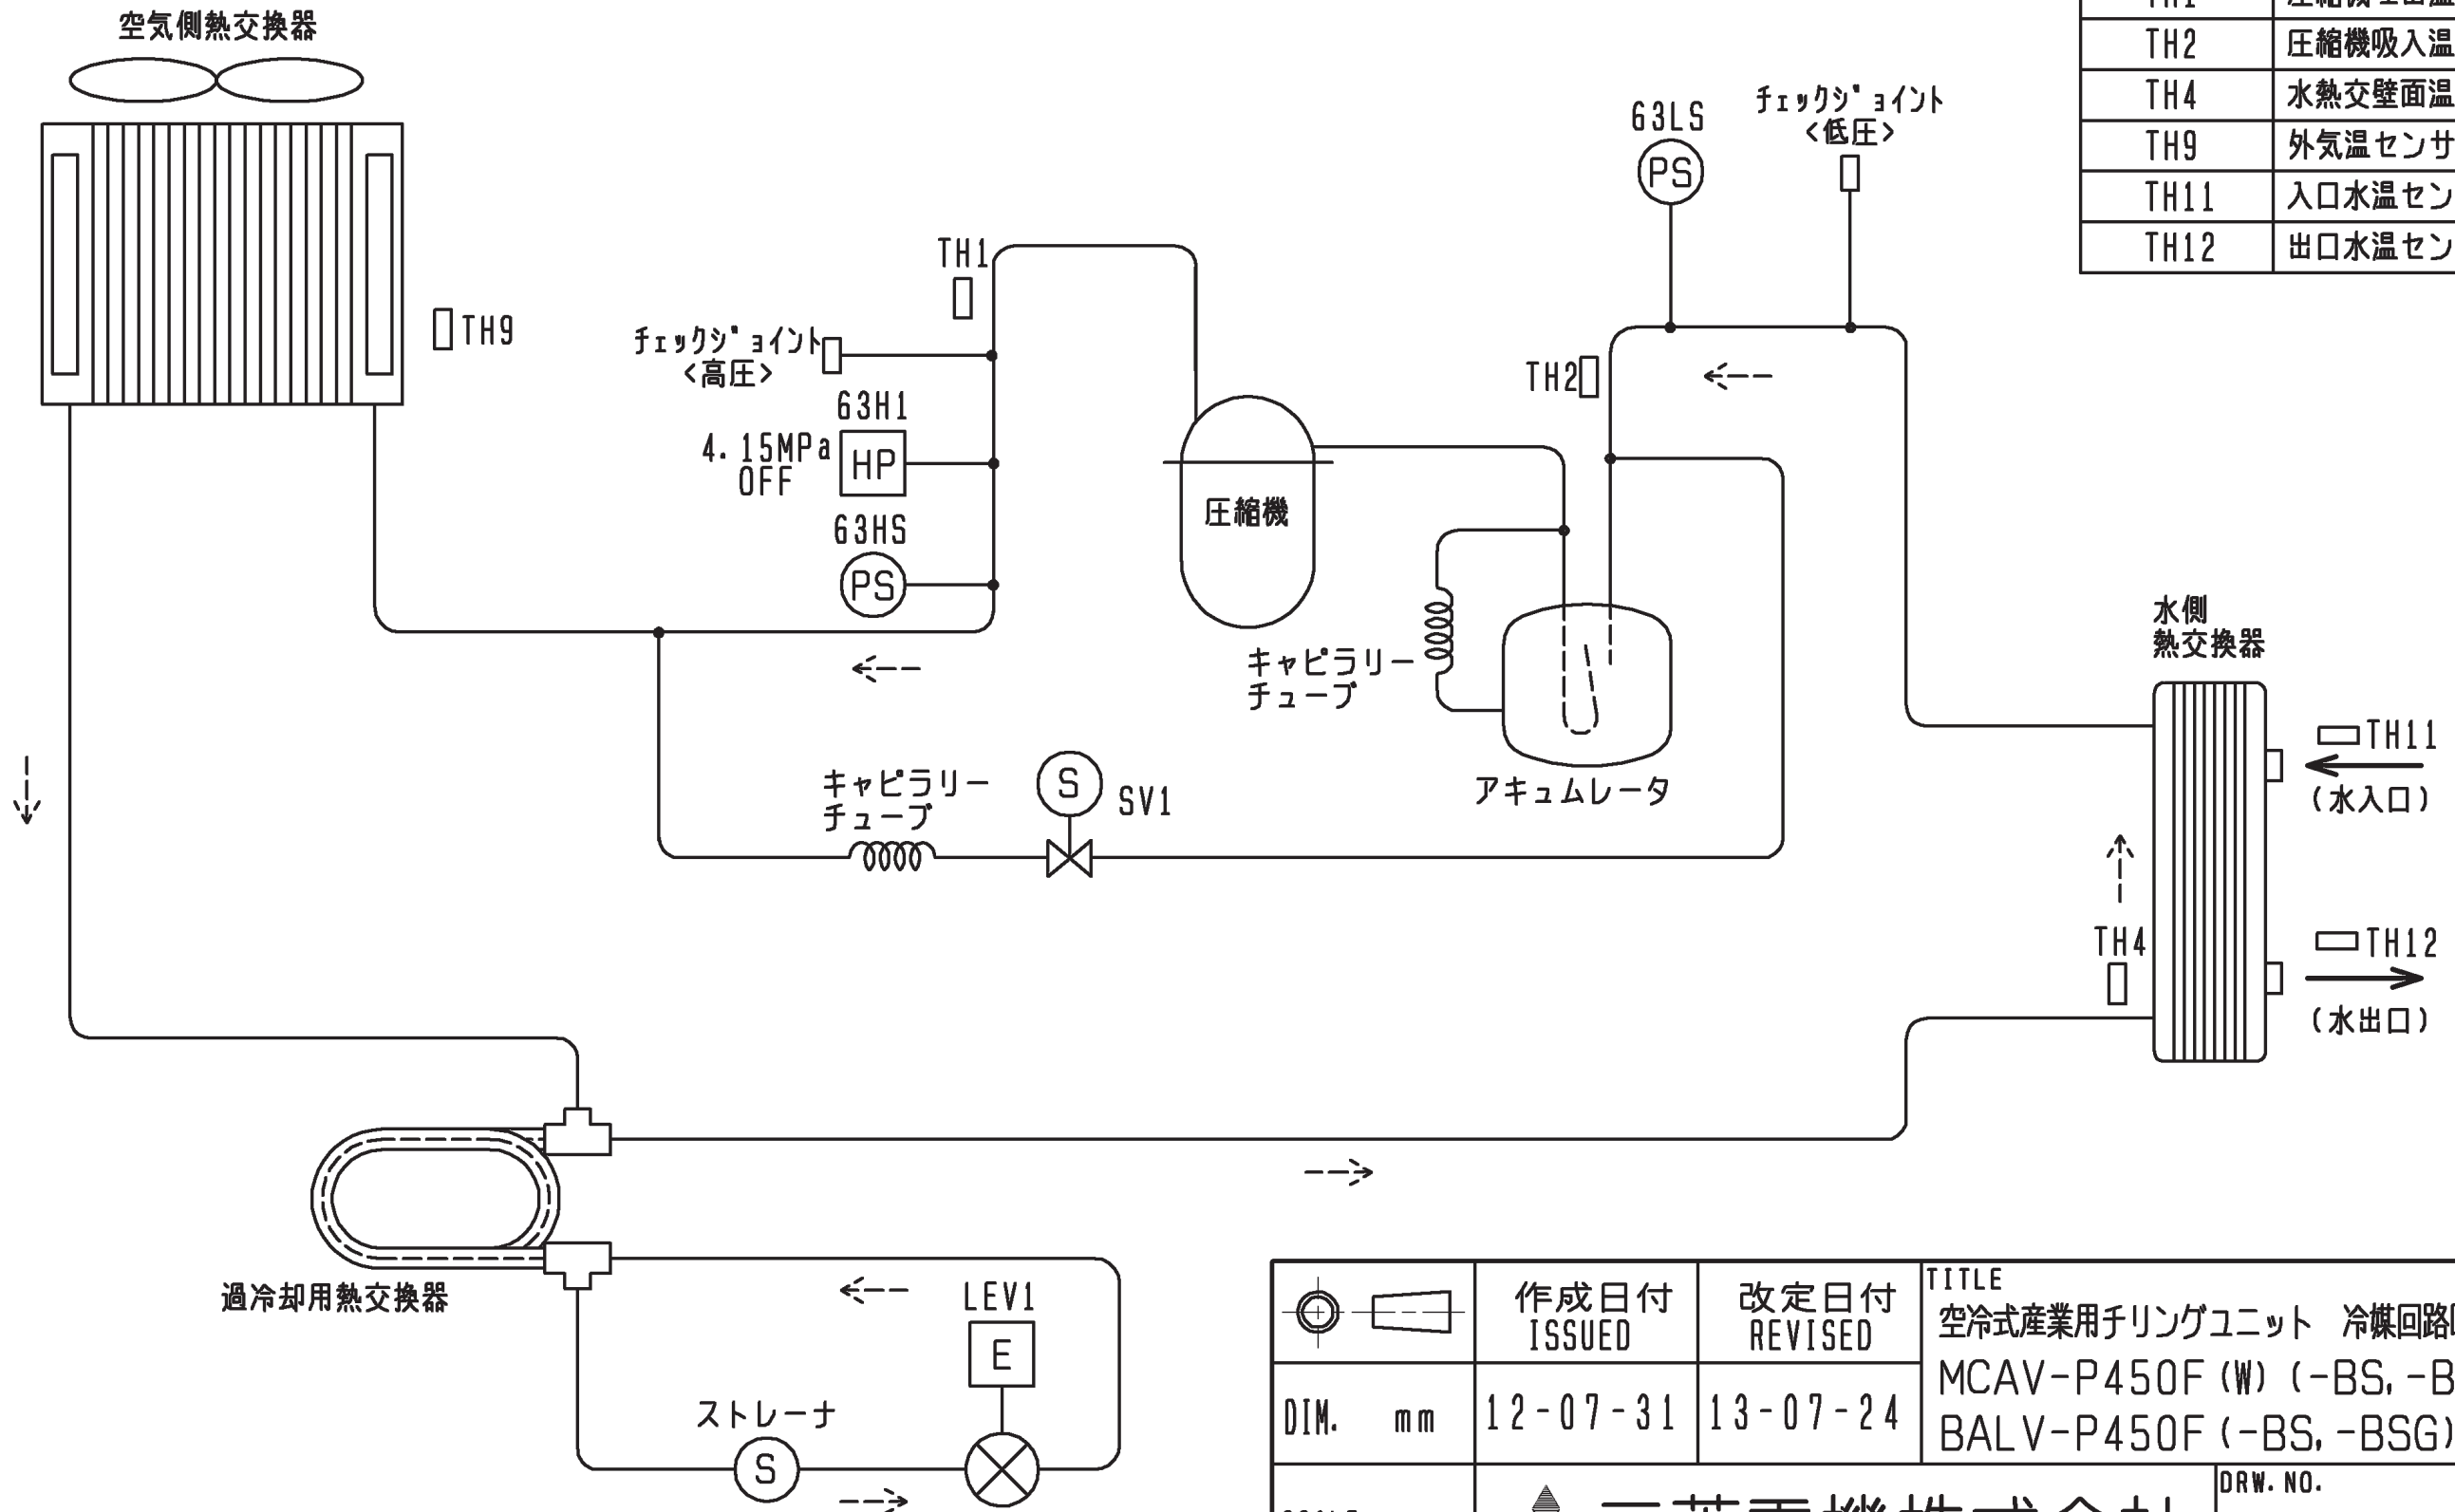 空気側熱交換器
TH1
TH2
圧縮機吸入温
TH4
水熱交壁面温
TH9
外気温センサ
TH11
入口水温セン
TH12
出口水温セン
63LS
PS
チェックジョイント
<低圧>
TH1
TH9
チェックジョイント
<高圧>
TH2
63H1
4.15MPa
OFF
HP
63HS
PS
圧縮機
水側
熱交換器
キャピラリー
チューブ
アキュムレータ
TH11
(水入口)
キャピラリー
チューブ
S
SV1
TH4
TH12
(水出口)
過冷却用熱交換器
LEV1
E
ストレーナ
S
作成日付
ISSUED
改定日付
REVISED
TITLE
空冷式産業用チリングユニット 冷媒回路
DIM. mm
12-07-31
13-07-24
MCAV-P450F(W)(-BS,-B
BALV-P450F(-BS,-BSG)
DRW.NO.